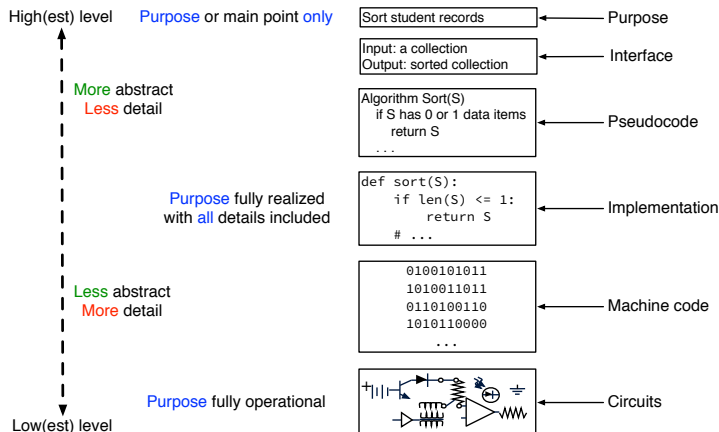 High(est) level Purpose or main point only
Sort student records
Purpose
Input: a collection
Output: sorted collection
Interface
More abstract
Less detail
Algorithm Sort(S)
if S has 0 or 1 data items
return S
...
Pseudocode
Purpose fully realized
with all details included
def sort(S):
if len(S) <= 1:
return S
# ...
Implementation
Less abstract
More detail
0100101011
1010011011
0110100110
1010110000
...
Machine code
Purpose fully operational
+
Circuits
Low(est) level